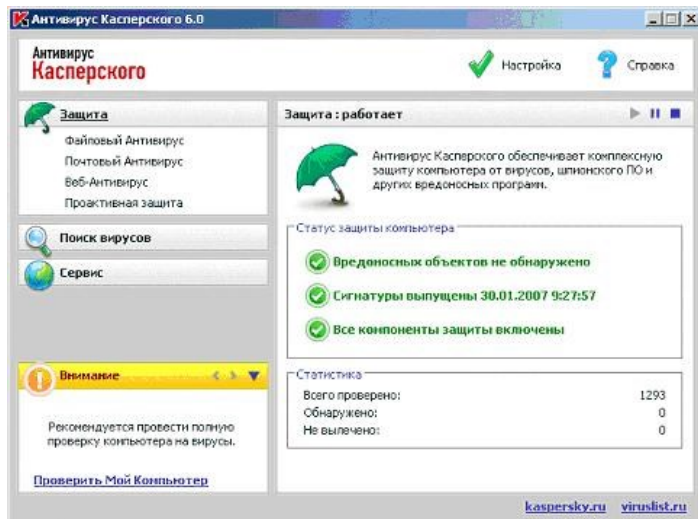 Антивирус Касперского 6.0
Антивирус
Касперского
Настройка
Справка
Защита
Файловый Антивирус
Почтовый Антивирус
Веб-Антивирус
Проактивная защита
Поиск вирусов
Сервис
Внимание
Рекомендуется провести полную
проверку компьютера на вирусы.
Проверить Мой Компьютер
Защита : работает
Антивирус Касперского обеспечивает комплексную
защиту компьютера от вирусов, шпионского ПО и
других вредоносных программ.
Статус защиты компьютера
Вредоносных объектов не обнаружено
Сигнатуры выпущены 30.01.2007 9:27:57
Все компоненты защиты включены
Статистика
Всего проверено: 1293
Обнаружено: 0
Не вылечено: 0
kaspersky.ru viruslist.ru